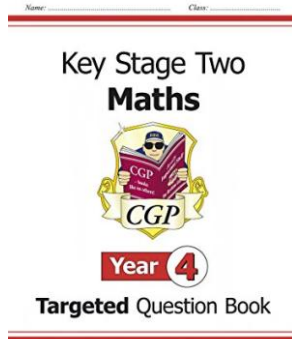 Name: Class:
Key Stage Two
Maths
CGP
CGP
Year 4
Targeted Question Book